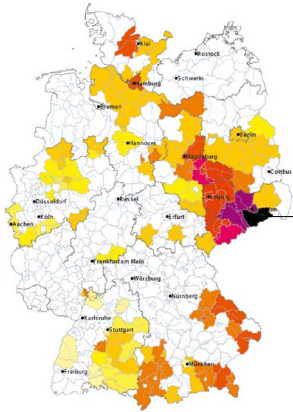 Kiel
Rostock
Hamburg
Schwerin
Bremen
Berlin
Hannover
Magdeburg
Cottbus
Düsseldorf
Kassel
Leipzig
Köln
Erfurt
Aachen
Frankfurt am Main
Würzburg
Nürnberg
Karlsruhe
Stuttgart
München
Freiburg